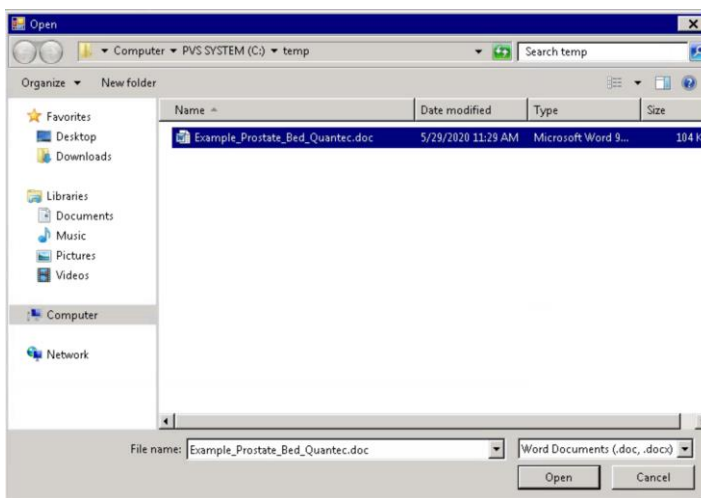 Open
Computer PVS SYSTEM (C:) temp Search temp
Organize New folder
Favorites
Desktop
Downloads
Libraries
Documents
Music
Pictures
Videos
Computer
Network
Name Date modified Type Size
Example_Prostate_Bed_Quantec.doc 5/29/2020 11:29 AM Microsoft Word 9... 104 K
File name: Example_Prostate_Bed_Quantec.doc Word Documents (.doc, .docx)
Open Cancel